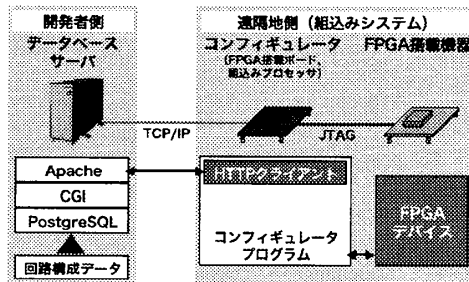 開発者側
データベース
サーバ
遠隔地側（組込みシステム）
コンフィギュレータ
(FPGA搭載ボード、
組込みプロセッサ)
FPGA搭載機器
TCP/IP
JTAG
Apache
CGI
PostgreSQL
回路構成データ
HTTPクライアント
コンフィギュレータ
プログラム
FPGA
デバイス